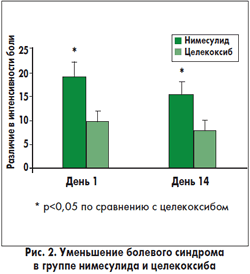 Различие в интенсивности боли
25
20
15
10
5
0
Нимесулид
Целекоксиб
*
*
День 1
День 14
* p<0,05 по сравнению с целекоксибом
Рис. 2. Уменьшение болевого синдрома
в группе нимесулида и целекоксиба